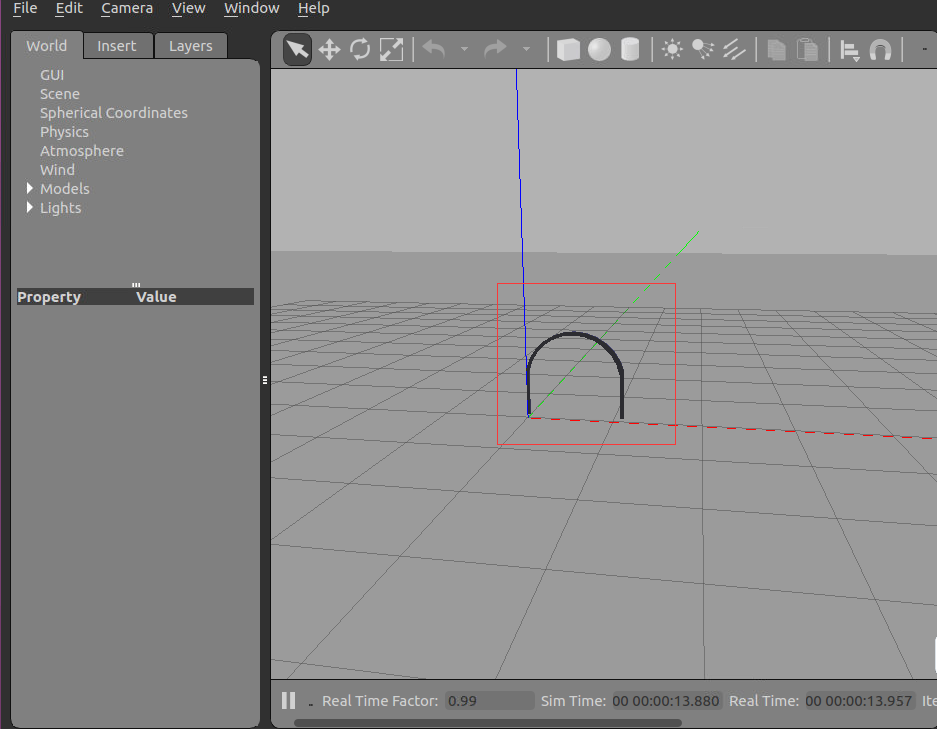 File Edit Camera View Window Help
World Insert Layers
GUI
Scene
Spherical Coordinates
Physics
Atmosphere
Wind
Models
Lights
Property Value
Real Time Factor: 0.99 Sim Time: 00 00:00:13.880 Real Time: 00 00:00:13.957 Ite